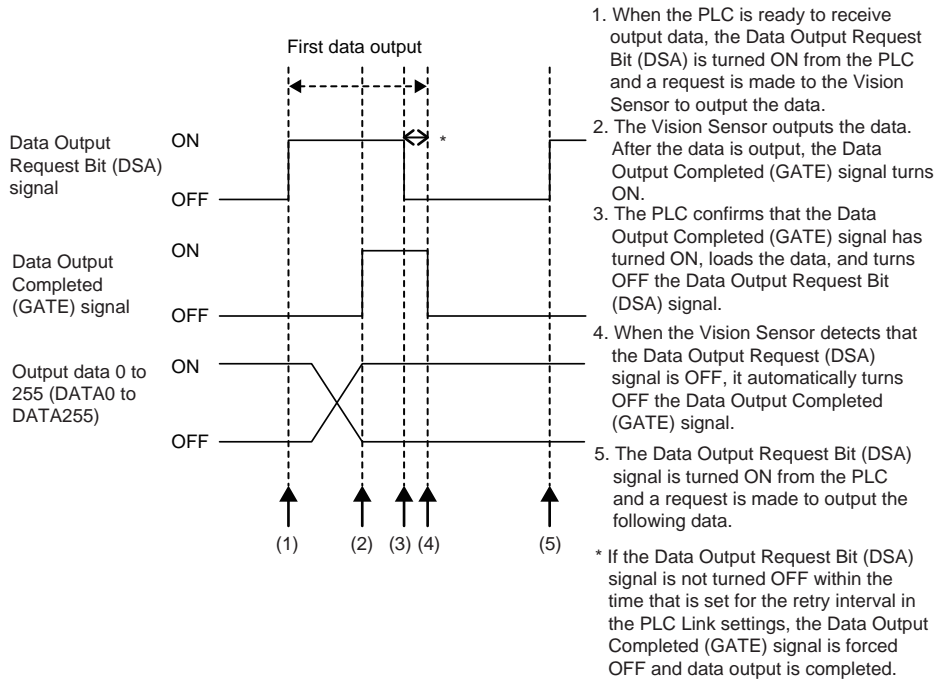 First data output
Data Output
Request Bit (DSA)
signal
ON
OFF
*
Data Output
Completed
(GATE) signal
ON
OFF
Output data 0 to
255 (DATA0 to
DATA255)
ON
OFF
(1)
(2)
(3)
(4)
(5)
1. When the PLC is ready to receive
output data, the Data Output Request
Bit (DSA) is turned ON from the PLC
and a request is made to the Vision
Sensor to output the data.
2. The Vision Sensor outputs the data.
After the data is output, the Data
Output Completed (GATE) signal turns
ON.
3. The PLC confirms that the Data
Output Completed (GATE) signal has
turned ON, loads the data, and turns
OFF the Data Output Request Bit
(DSA) signal.
4. When the Vision Sensor detects that
the Data Output Request (DSA)
signal is OFF, it automatically turns
OFF the Data Output Completed
(GATE) signal.
5. The Data Output Request Bit (DSA)
signal is turned ON from the PLC
and a request is made to output the
following data.
* If the Data Output Request Bit (DSA)
signal is not turned OFF within the
time that is set for the retry interval in
the PLC Link settings, the Data Output
Completed (GATE) signal is forced
OFF and data output is completed.